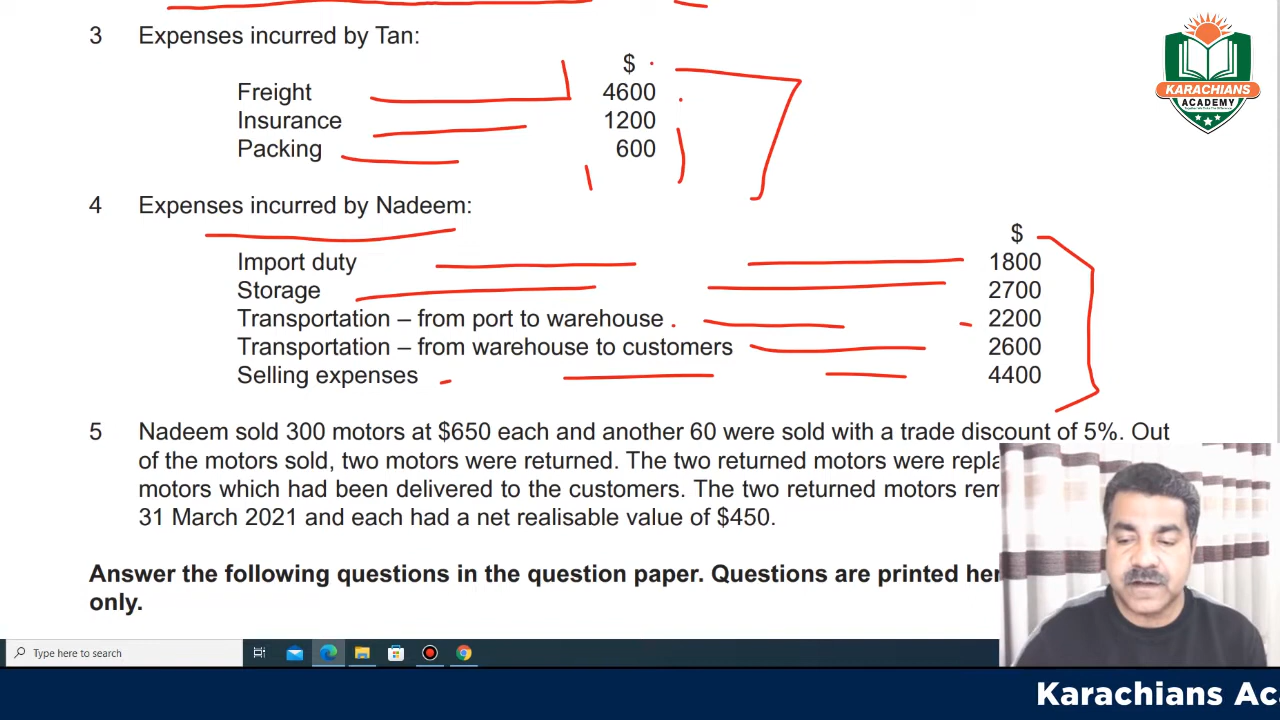 3 Expenses incurred by Tan:
$
Freight 4600
Insurance 1200
Packing 600
4 Expenses incurred by Nadeem:
$
Import duty 1800
Storage 2700
Transportation – from port to warehouse 2200
Transportation – from warehouse to customers 2600
Selling expenses 4400
5 Nadeem sold 300 motors at $650 each and another 60 were sold with a trade discount of 5%. Out
of the motors sold, two motors were returned. The two returned motors were
motors which had been delivered to the customers. The two returned motors
31 March 2021 and each had a net realisable value of $450.
Answer the following questions in the question paper. Questions are printed
only.
KARACHIANS
ACADEMY
Type here to search
Karachians